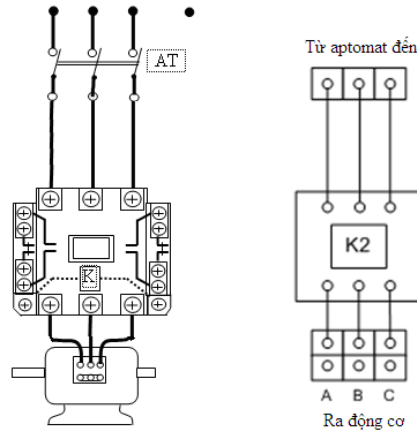 AT
K
Từ aptomat đến
K2
A B C
Ra động cơ